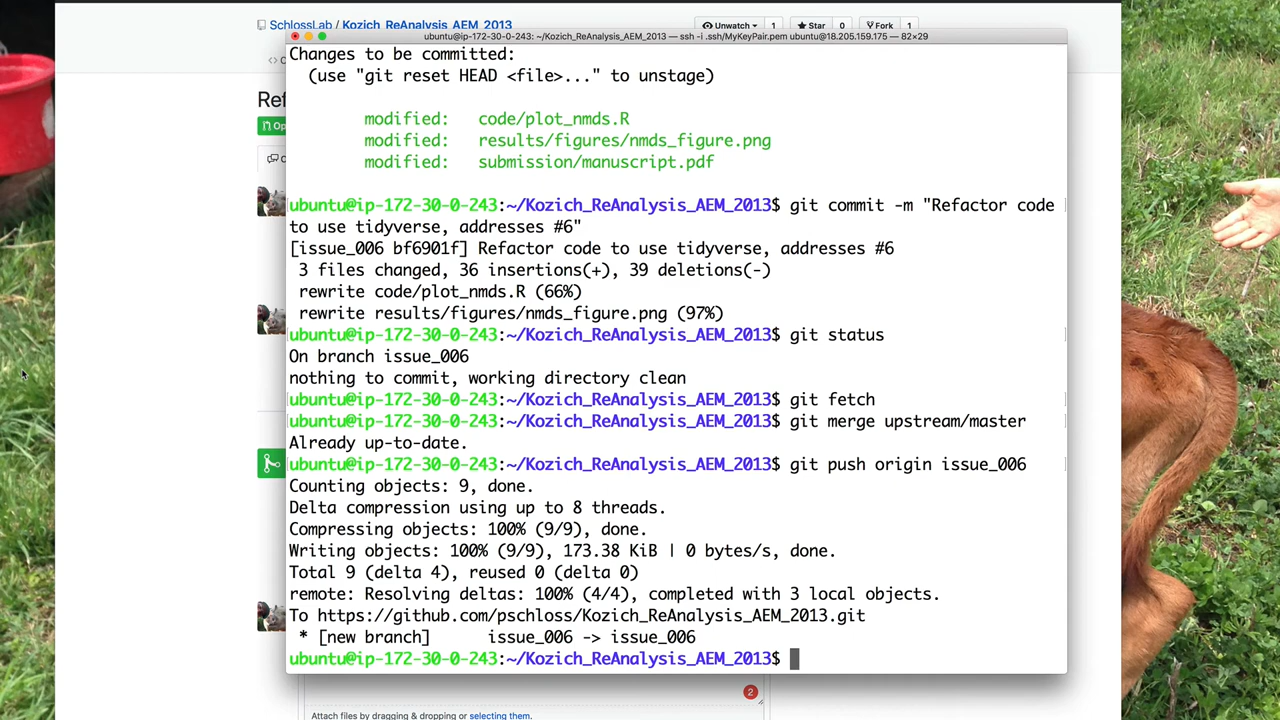 SchlossLab / Kozich_ReAnalysis_AEM_2013
Unwatch 1 Star 0 Fork 1
ubuntu@ip-172-30-0-243: ~/Kozich_ReAnalysis_AEM_2013 — ssh -i .ssh/MyKeyPair.pem ubuntu@18.205.159.175 — 82×29
Ref
Changes to be committed:
(use "git reset HEAD <file>..." to unstage)
modified: code/plot_nmds.R
modified: results/figures/nmds_figure.png
modified: submission/manuscript.pdf
ubuntu@ip-172-30-0-243:~/Kozich_ReAnalysis_AEM_2013$ git commit -m "Refactor code
to use tidyverse, addresses #6"
[issue_006 bf6901f] Refactor code to use tidyverse, addresses #6
3 files changed, 36 insertions(+), 39 deletions(-)
rewrite code/plot_nmds.R (66%)
rewrite results/figures/nmds_figure.png (97%)
ubuntu@ip-172-30-0-243:~/Kozich_ReAnalysis_AEM_2013$ git status
On branch issue_006
nothing to commit, working directory clean
ubuntu@ip-172-30-0-243:~/Kozich_ReAnalysis_AEM_2013$ git fetch
ubuntu@ip-172-30-0-243:~/Kozich_ReAnalysis_AEM_2013$ git merge upstream/master
Already up-to-date.
ubuntu@ip-172-30-0-243:~/Kozich_ReAnalysis_AEM_2013$ git push origin issue_006
Counting objects: 9, done.
Delta compression using up to 8 threads.
Compressing objects: 100% (9/9), done.
Writing objects: 100% (9/9), 173.38 KiB | 0 bytes/s, done.
Total 9 (delta 4), reused 0 (delta 0)
remote: Resolving deltas: 100% (4/4), completed with 3 local objects.
To https://github.com/pschloss/Kozich_ReAnalysis_AEM_2013.git
* [new branch] issue_006 -> issue_006
ubuntu@ip-172-30-0-243:~/Kozich_ReAnalysis_AEM_2013$
2
Attach files by dragging & dropping or selecting them.